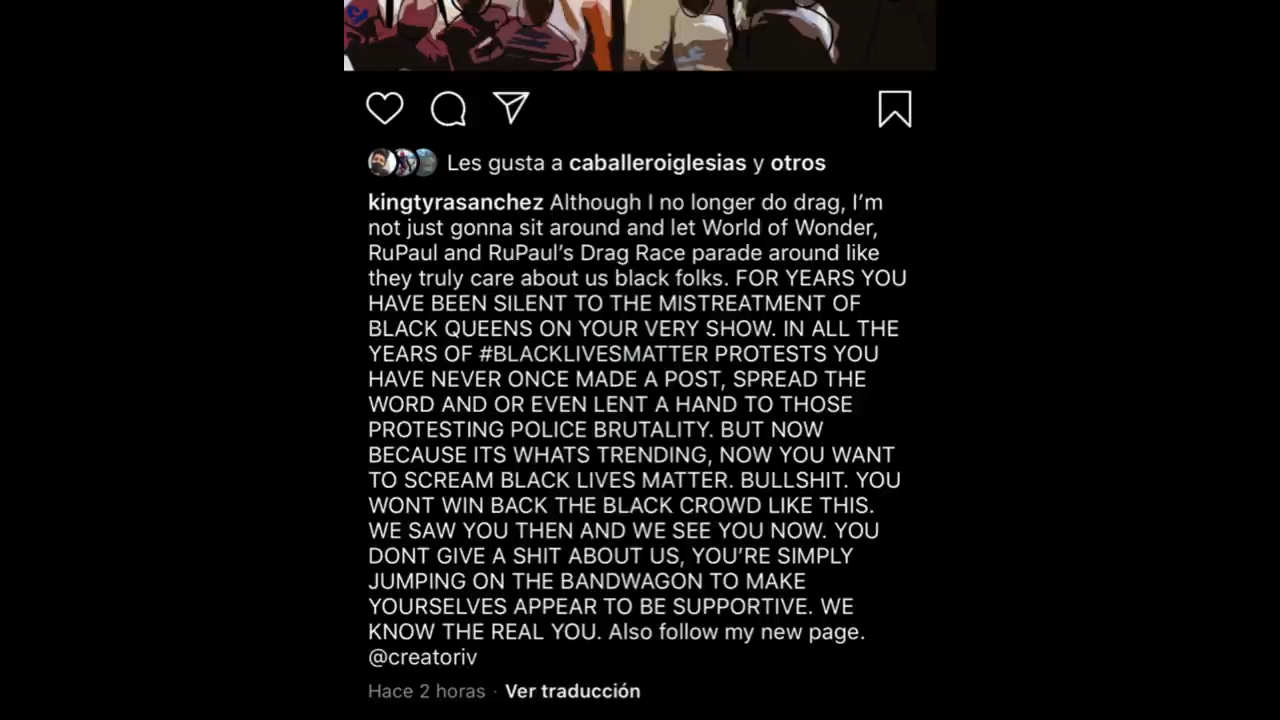 Les gusta a caballeroiglesias y otros
kingtyrasanchez Although I no longer do drag, I'm
not just gonna sit around and let World of Wonder,
RuPaul and RuPaul's Drag Race parade around like
they truly care about us black folks. FOR YEARS YOU
HAVE BEEN SILENT TO THE MISTREATMENT OF
BLACK QUEENS ON YOUR VERY SHOW. IN ALL THE
YEARS OF #BLACKLIVESMATTER PROTESTS YOU
HAVE NEVER ONCE MADE A POST, SPREAD THE
WORD AND OR EVEN LENT A HAND TO THOSE
PROTESTING POLICE BRUTALITY. BUT NOW
BECAUSE ITS WHATS TRENDING, NOW YOU WANT
TO SCREAM BLACK LIVES MATTER. BULLSHIT. YOU
WONT WIN BACK THE BLACK CROWD LIKE THIS.
WE SAW YOU THEN AND WE SEE YOU NOW. YOU
DONT GIVE A SHIT ABOUT US, YOU'RE SIMPLY
JUMPING ON THE BANDWAGON TO MAKE
YOURSELVES APPEAR TO BE SUPPORTIVE. WE
KNOW THE REAL YOU. Also follow my new page.
@creatoriv
Hace 2 horas · Ver traducción